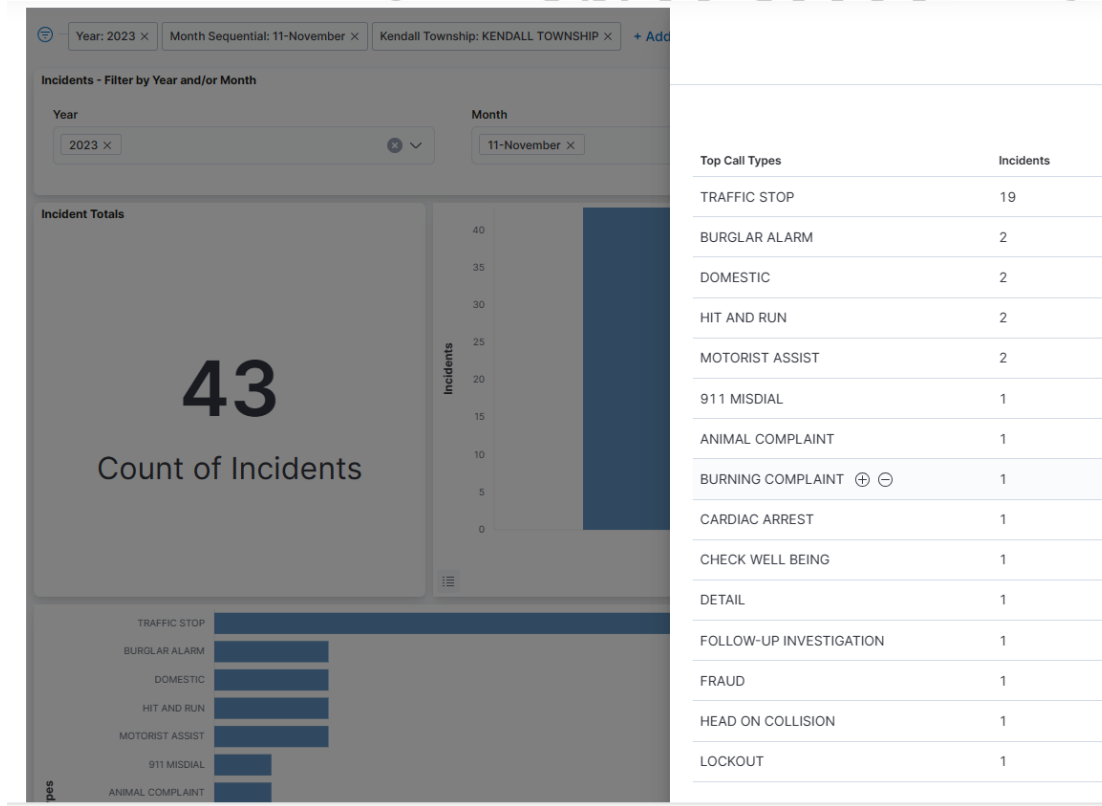 Year: 2023 × Month Sequential: 11-November × Kendall Township: KENDALL TOWNSHIP × + Add
Incidents - Filter by Year and/or Month
Year
2023 ×
Month
11-November ×
Incident Totals
43
Count of Incidents
Incidents
40
35
30
25
20
15
10
5
0
TRAFFIC STOP
BURGLAR ALARM
DOMESTIC
HIT AND RUN
MOTORIST ASSIST
911 MISDIAL
ANIMAL COMPLAINT
Top Call Types Incidents
TRAFFIC STOP 19
BURGLAR ALARM 2
DOMESTIC 2
HIT AND RUN 2
MOTORIST ASSIST 2
911 MISDIAL 1
ANIMAL COMPLAINT 1
BURNING COMPLAINT 1
CARDIAC ARREST 1
CHECK WELL BEING 1
DETAIL 1
FOLLOW-UP INVESTIGATION 1
FRAUD 1
HEAD ON COLLISION 1
LOCKOUT 1